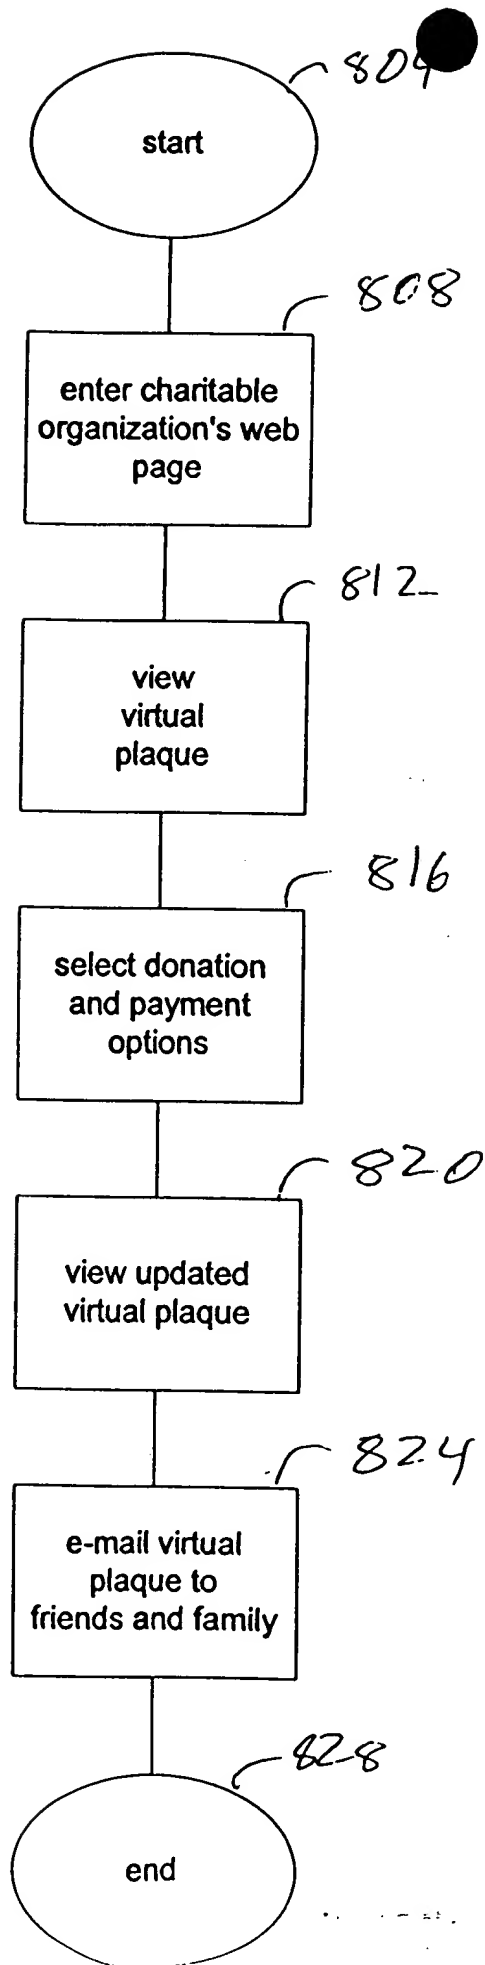 804
start
808
enter charitable
organization's web
page
812
view
virtual
plaque
816
select donation
and payment
options
820
view updated
virtual plaque
824
e-mail virtual
plaque to
friends and family
828
end